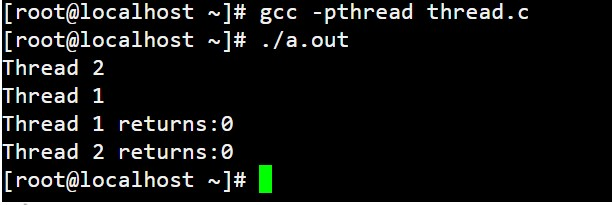 [root@localhost ~]# gcc -pthread thread.c
[root@localhost ~]# ./a.out
Thread 2
Thread 1
Thread 1 returns:0
Thread 2 returns:0
[root@localhost ~]#